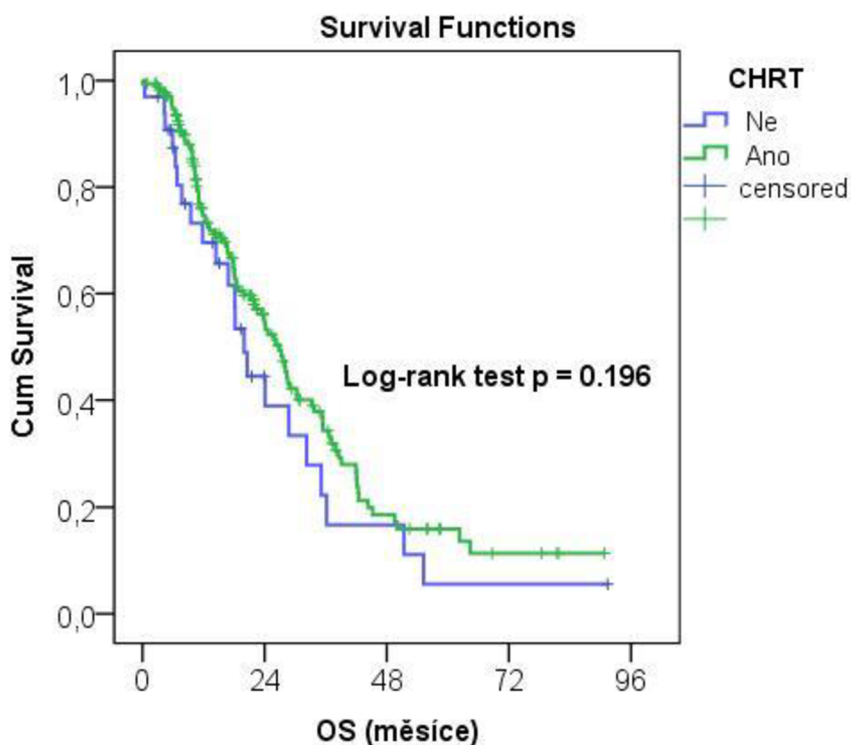 Survival Functions
CHRT
Ne
Ano
censored
1,0
0,8
0,6
0,4
0,2
0,0
Cum Survival
Log-rank test p = 0.196
0 24 48 72 96
OS (měsíce)